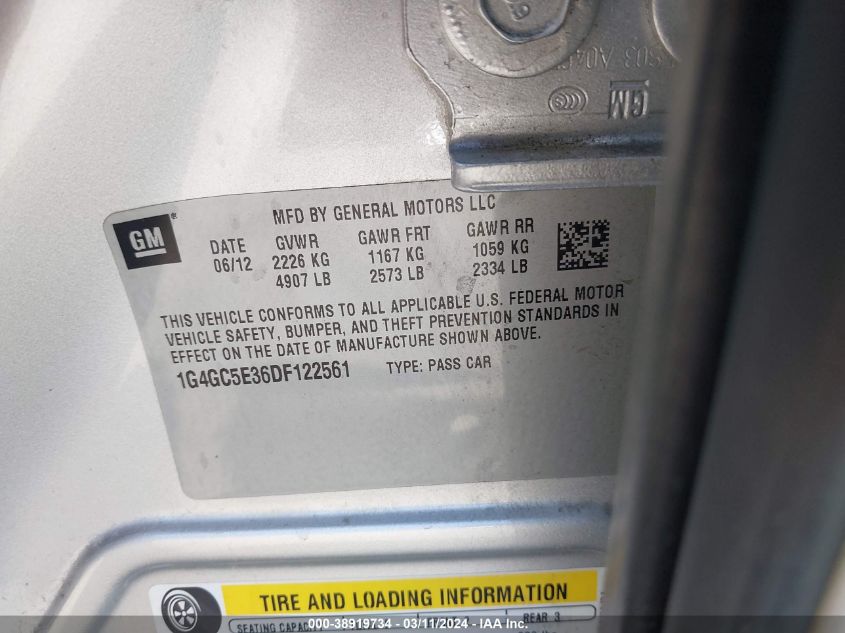 GM
MFD BY GENERAL MOTORS LLC
DATE GVWR GAWR FRT GAWR RR
06/12 2226 KG 1167 KG 1059 KG
4907 LB 2573 LB 2334 LB
THIS VEHICLE CONFORMS TO ALL APPLICABLE U.S. FEDERAL MOTOR
VEHICLE SAFETY, BUMPER, AND THEFT PREVENTION STANDARDS IN
EFFECT ON THE DATE OF MANUFACTURE SHOWN ABOVE.
1G4GC5E36DF122561 TYPE: PASS CAR
GM
TIRE AND LOADING INFORMATION
SEATING REAR 3
000-38919734 - 03/11/2024 - IAA Inc.